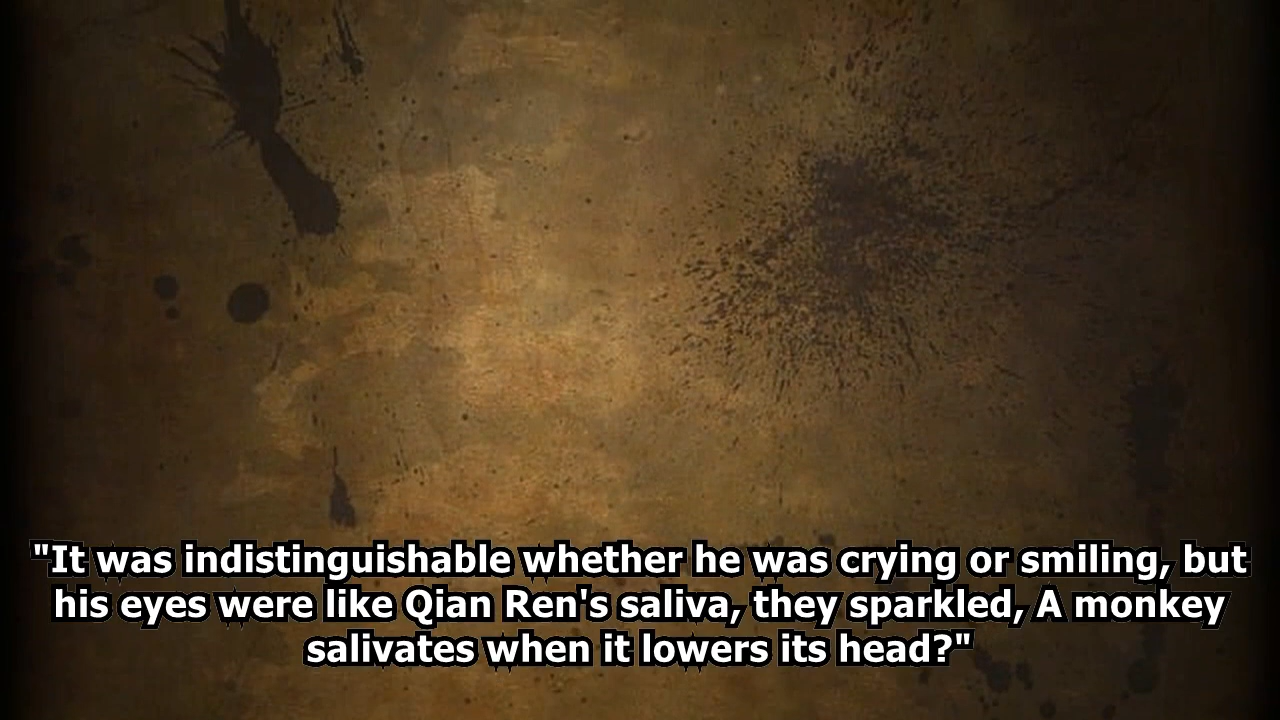 "It was indistinguishable whether he was crying or smiling, but
his eyes were like Qian Ren's saliva, they sparkled, A monkey
salivates when it lowers its head?"